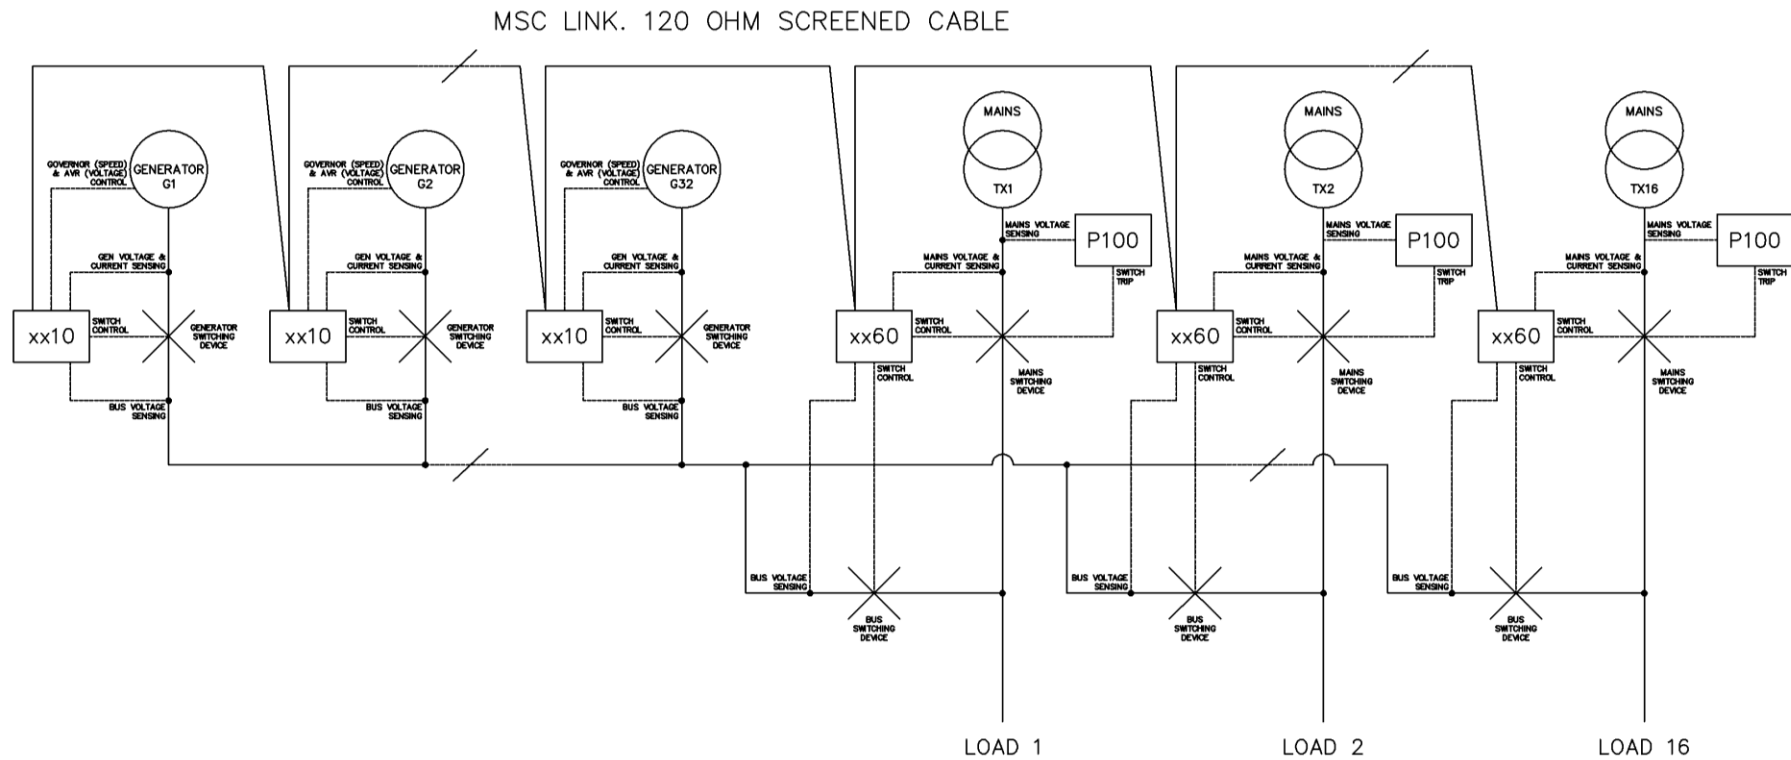 MSC LINK. 120 OHM SCREENED CABLE
GENERATOR
G1
GOVERNOR (SPEED)
& AVR (VOLTAGE)
CONTROL
GEN VOLTAGE &
CURRENT SENSING
xx10
SWITCH
CONTROL
GENERATOR
SWITCHING
DEVICE
BUS VOLTAGE
SENSING
GENERATOR
G2
GOVERNOR (SPEED)
& AVR (VOLTAGE)
CONTROL
GEN VOLTAGE &
CURRENT SENSING
xx10
SWITCH
CONTROL
GENERATOR
SWITCHING
DEVICE
BUS VOLTAGE
SENSING
GENERATOR
G32
GOVERNOR (SPEED)
& AVR (VOLTAGE)
CONTROL
GEN VOLTAGE &
CURRENT SENSING
xx10
SWITCH
CONTROL
GENERATOR
SWITCHING
DEVICE
BUS VOLTAGE
SENSING
MAINS
TX1
MAINS VOLTAGE
SENSING
P100
MAINS VOLTAGE &
CURRENT SENSING
SWITCH
TRIP
xx60
SWITCH
CONTROL
SWITCH
CONTROL
MAINS
SWITCHING
DEVICE
BUS VOLTAGE
SENSING
BUS
SWITCHING
DEVICE
LOAD 1
MAINS
TX2
MAINS VOLTAGE
SENSING
P100
MAINS VOLTAGE &
CURRENT SENSING
SWITCH
TRIP
xx60
SWITCH
CONTROL
SWITCH
CONTROL
MAINS
SWITCHING
DEVICE
BUS VOLTAGE
SENSING
BUS
SWITCHING
DEVICE
LOAD 2
MAINS
TX16
MAINS VOLTAGE
SENSING
P100
MAINS VOLTAGE &
CURRENT SENSING
SWITCH
TRIP
xx60
SWITCH
CONTROL
SWITCH
CONTROL
MAINS
SWITCHING
DEVICE
BUS VOLTAGE
SENSING
BUS
SWITCHING
DEVICE
LOAD 16